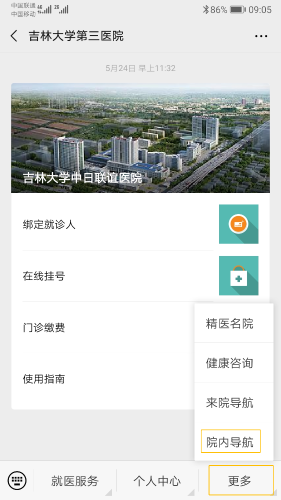 中国联通 4G 2G 86% 09:05
中国移动
吉林大学第三医院
5月24日 早上11:32
吉林大学中日联谊医院
绑定就诊人
在线挂号
门诊缴费
使用指南
精医名院
健康咨询
来院导航
院内导航
就医服务 个人中心 更多